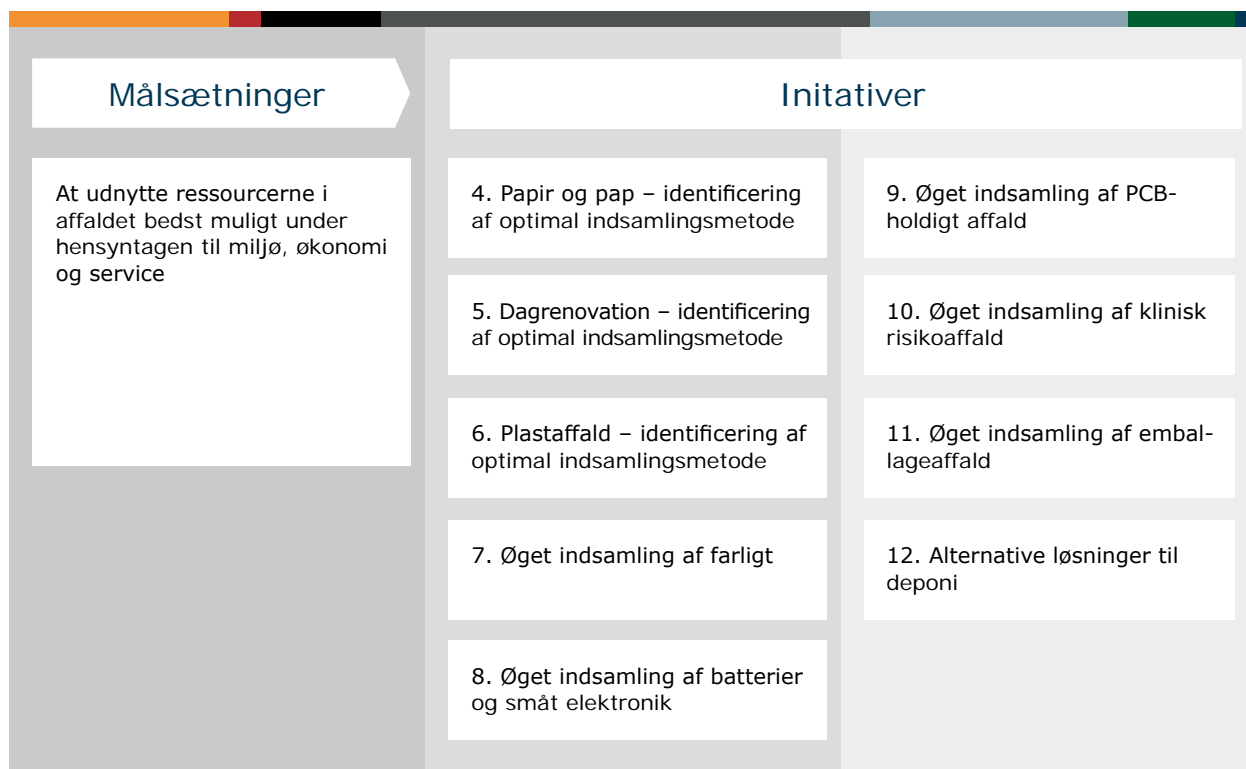 Målsætninger
Initativer
At udnytte ressourcerne i
affaldet bedst muligt under
hensyntagen til miljø, økonomi
og service
4. Papir og pap – identificering
af optimal indsamlingsmetode
5. Dagrenovation – identificering
af optimal indsamlingsmetode
6. Plastaffald – identificering af
optimal indsamlingsmetode
7. Øget indsamling af farligt
8. Øget indsamling af batterier
og småt elektronik
9. Øget indsamling af PCB-
holdigt affald
10. Øget indsamling af klinisk
risikoaffald
11. Øget indsamling af embal-
lageaffald
12. Alternative løsninger til
deponi